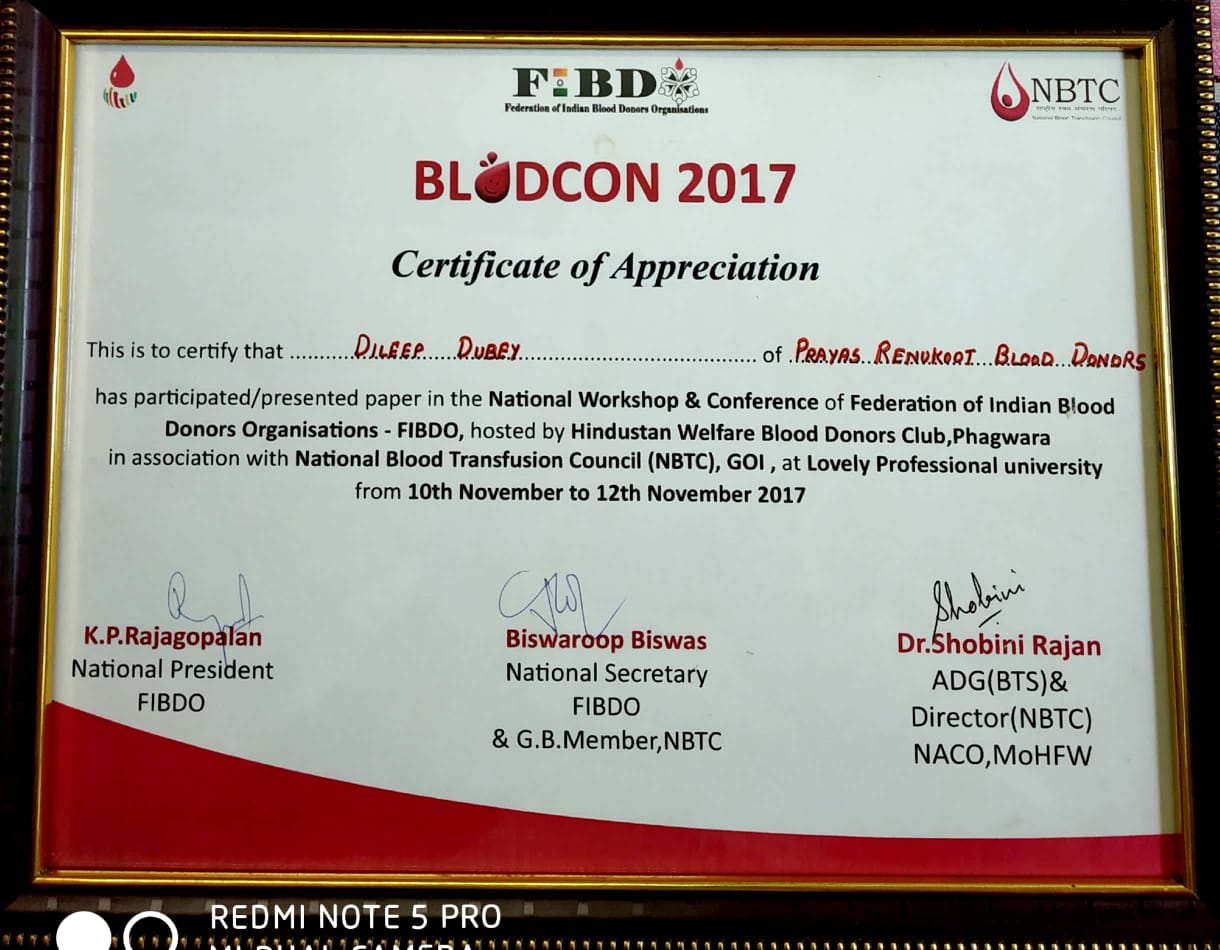 FIBDO
Federation of Indian Blood Donors Organisations
NBTC
राष्ट्रीय रक्त संचरण परिषद
National Blood Transfusion Council
BLODCON 2017
Certificate of Appreciation
This is to certify that ..........DILEEP.....DUBEY.......................................... of PRAYAS..RENUKOOT...BLOOD...DONORS
has participated/presented paper in the National Workshop & Conference of Federation of Indian Blood
Donors Organisations - FIBDO, hosted by Hindustan Welfare Blood Donors Club,Phagwara
in association with National Blood Transfusion Council (NBTC), GOI , at Lovely Professional university
from 10th November to 12th November 2017
Shobini
K.P.Rajagopalan
National President
FIBDO
Biswaroop Biswas
National Secretary
FIBDO
& G.B.Member,NBTC
Dr.Shobini Rajan
ADG(BTS)&
Director(NBTC)
NACO,MoHFW
REDMI NOTE 5 PRO
MI DUAL CAMERA